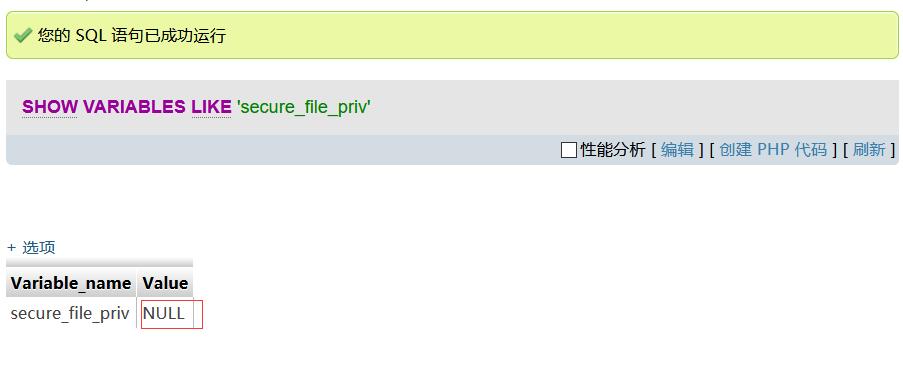 您的 SQL 语句已成功运行
SHOW VARIABLES LIKE 'secure_file_priv'
性能分析 [ 编辑 ] [ 创建 PHP 代码 ] [ 刷新 ]
+ 选项
Variable_name Value
secure_file_priv NULL